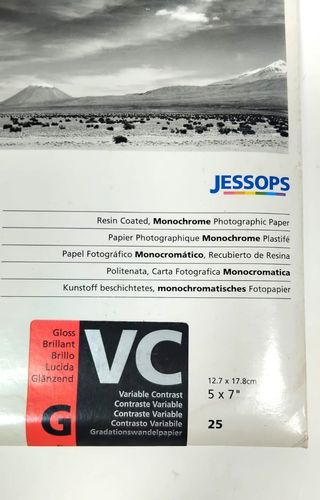 JESSOPS
Resin Coated, Monochrome Photographic Paper
Papier Photographique Monochrome Plastifé
Papel Fotográfico Monocromático, Recubierto de Resina
Politenata, Carta Fotografica Monocromatica
Kunstoff beschichtetes, monochromatisches Fotopapier
Gloss
Brillant
Brillo
Lucida
Glänzend
G
VC
Variable Contrast
Contraste Variable
Contraste Variable
Contrasto Variabile
Gradationswandelpapier
12.7 x 17.8cm
5 x 7"
25